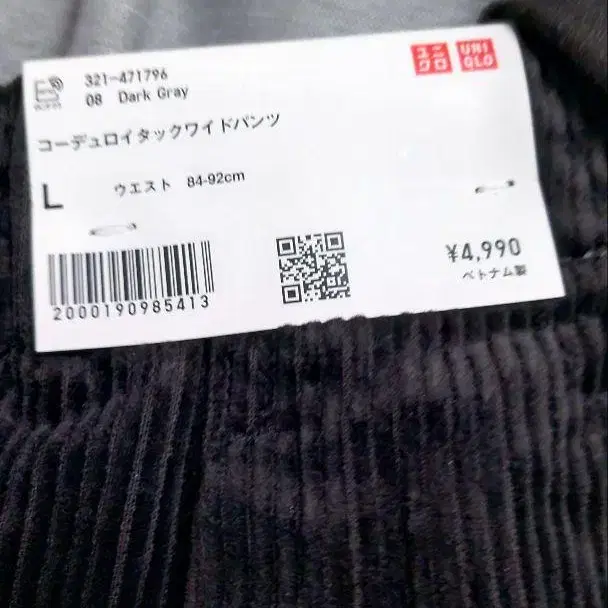 321-471796
08 Dark Gray
ユニクロ
UNIQLO
コーデュロイタックワイドパンツ
L
ウエスト 84-92cm
2000190985413
¥4,990
ベトナム製